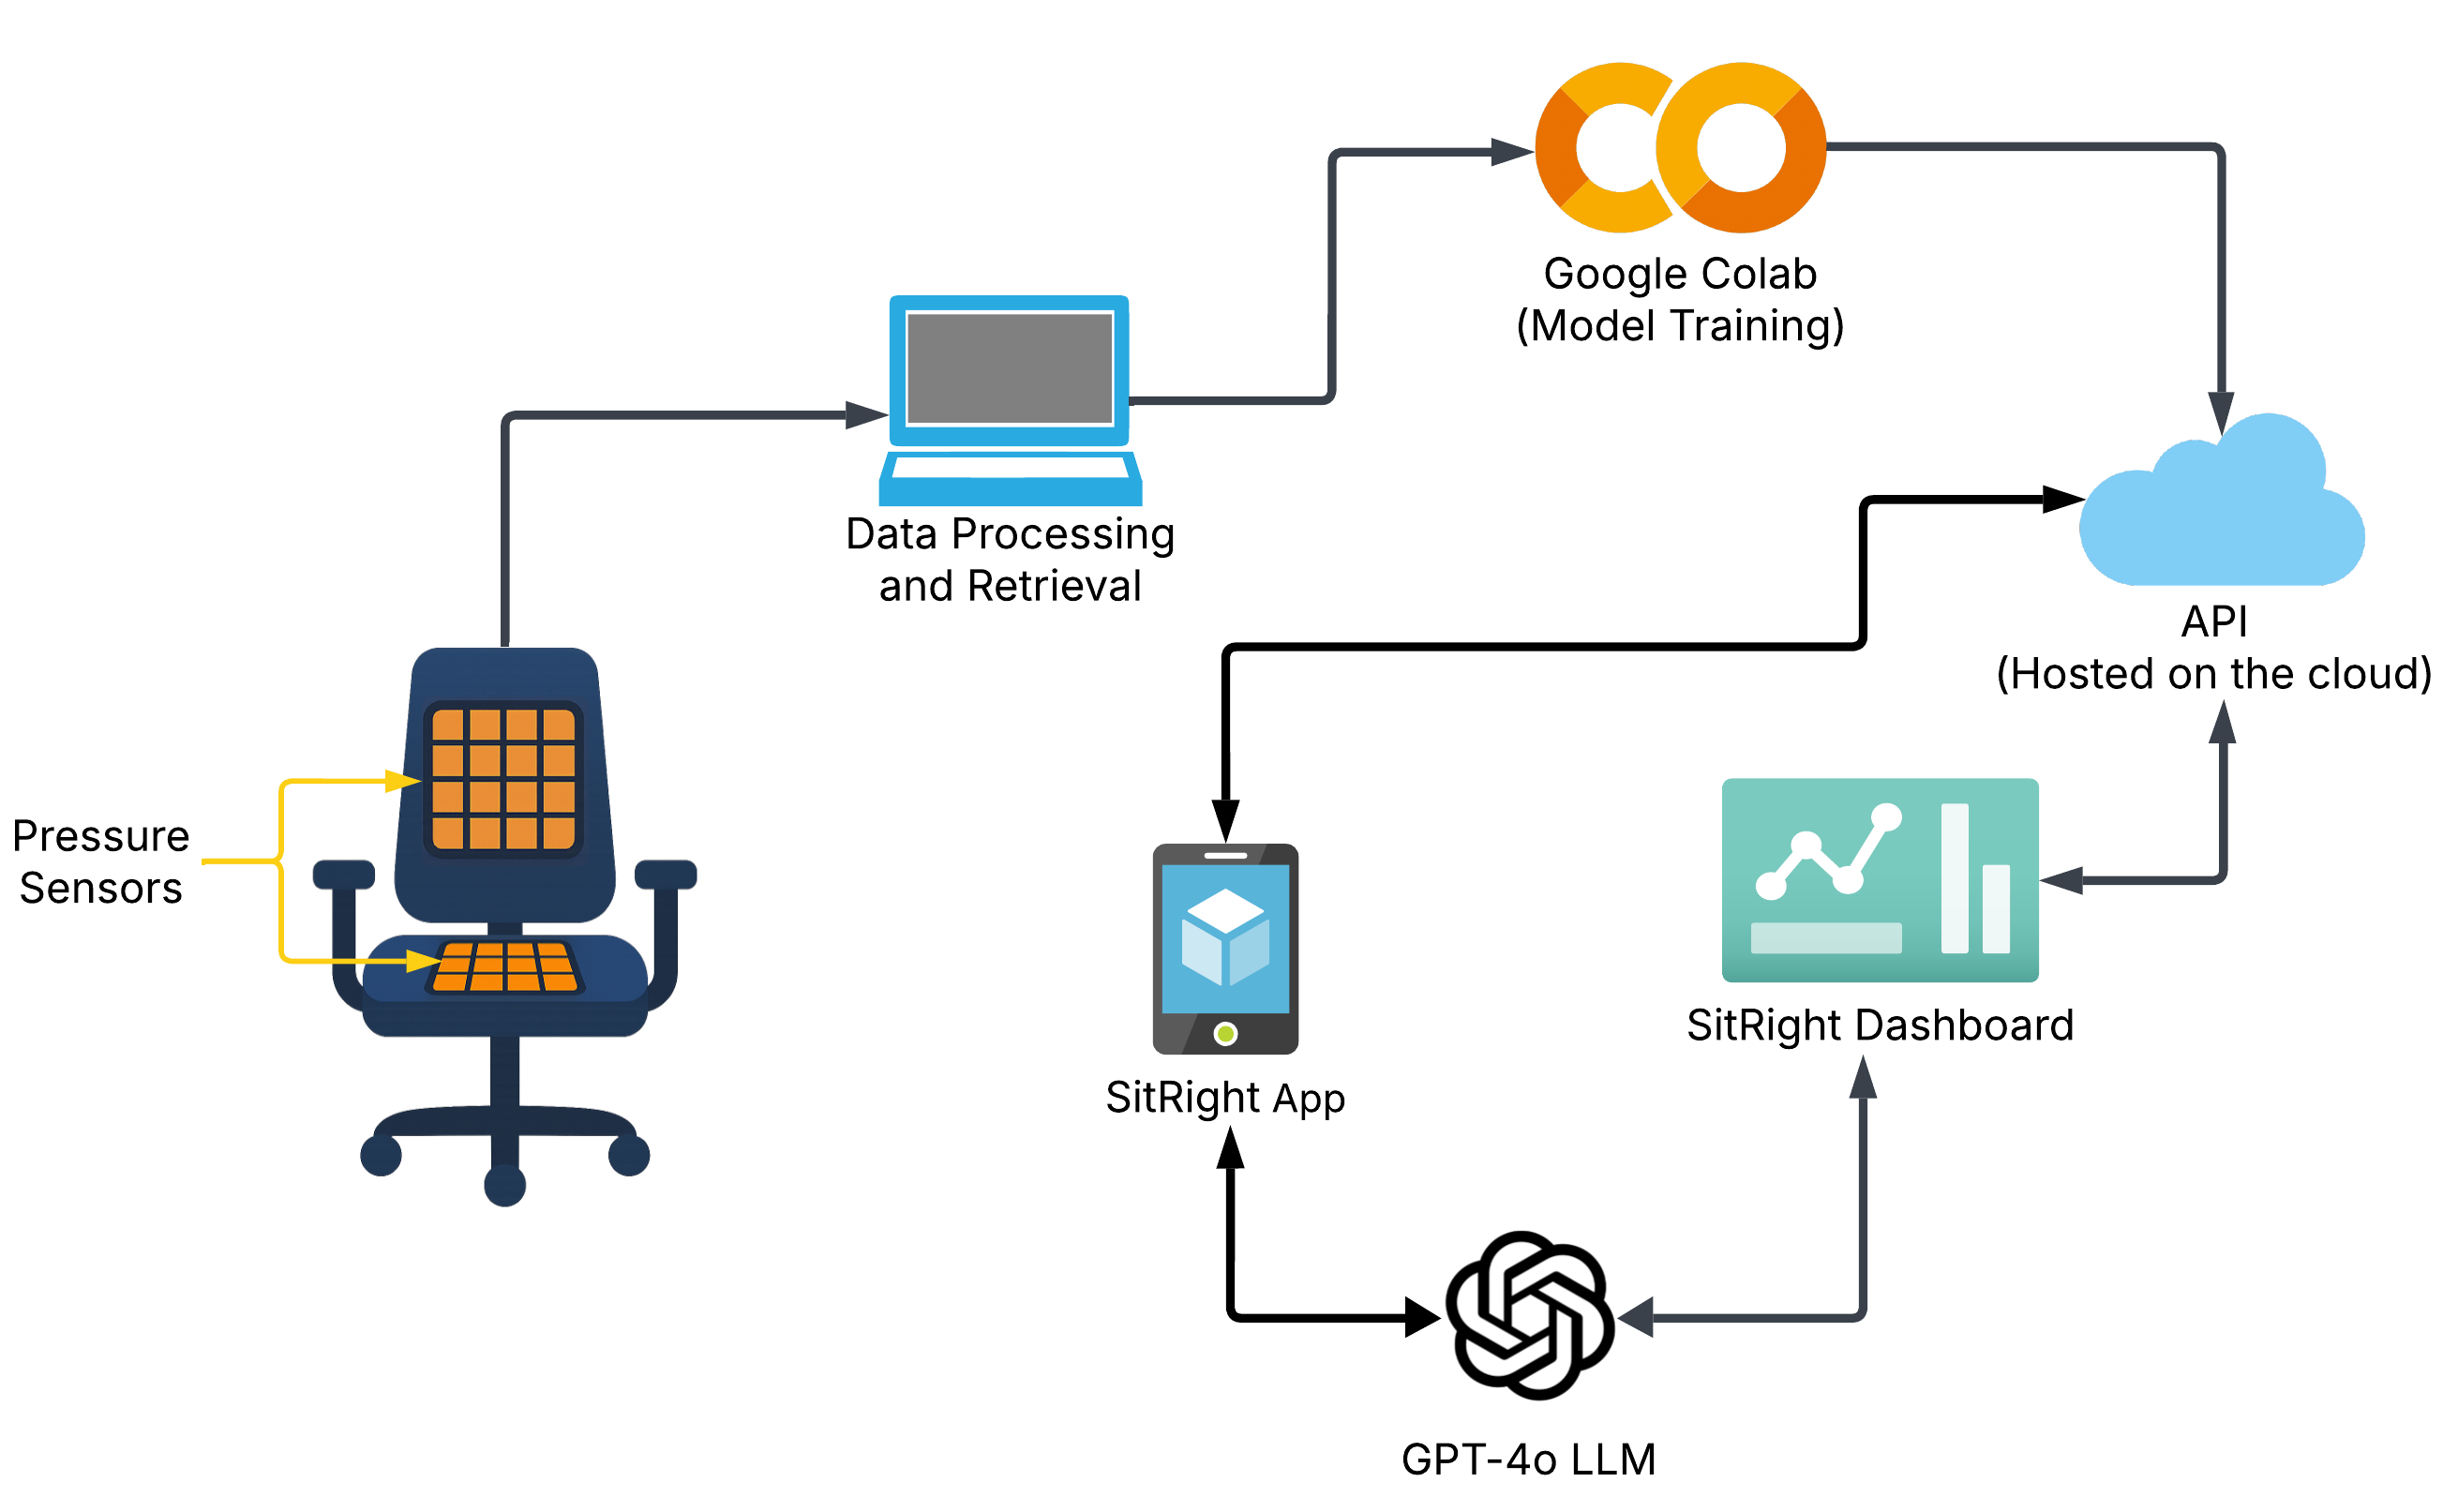 Google Colab
(Model Training)
Data Processing
and Retrieval
API
(Hosted on the cloud)
Pressure
Sensors
SitRight Dashboard
SitRight App
GPT-4o LLM